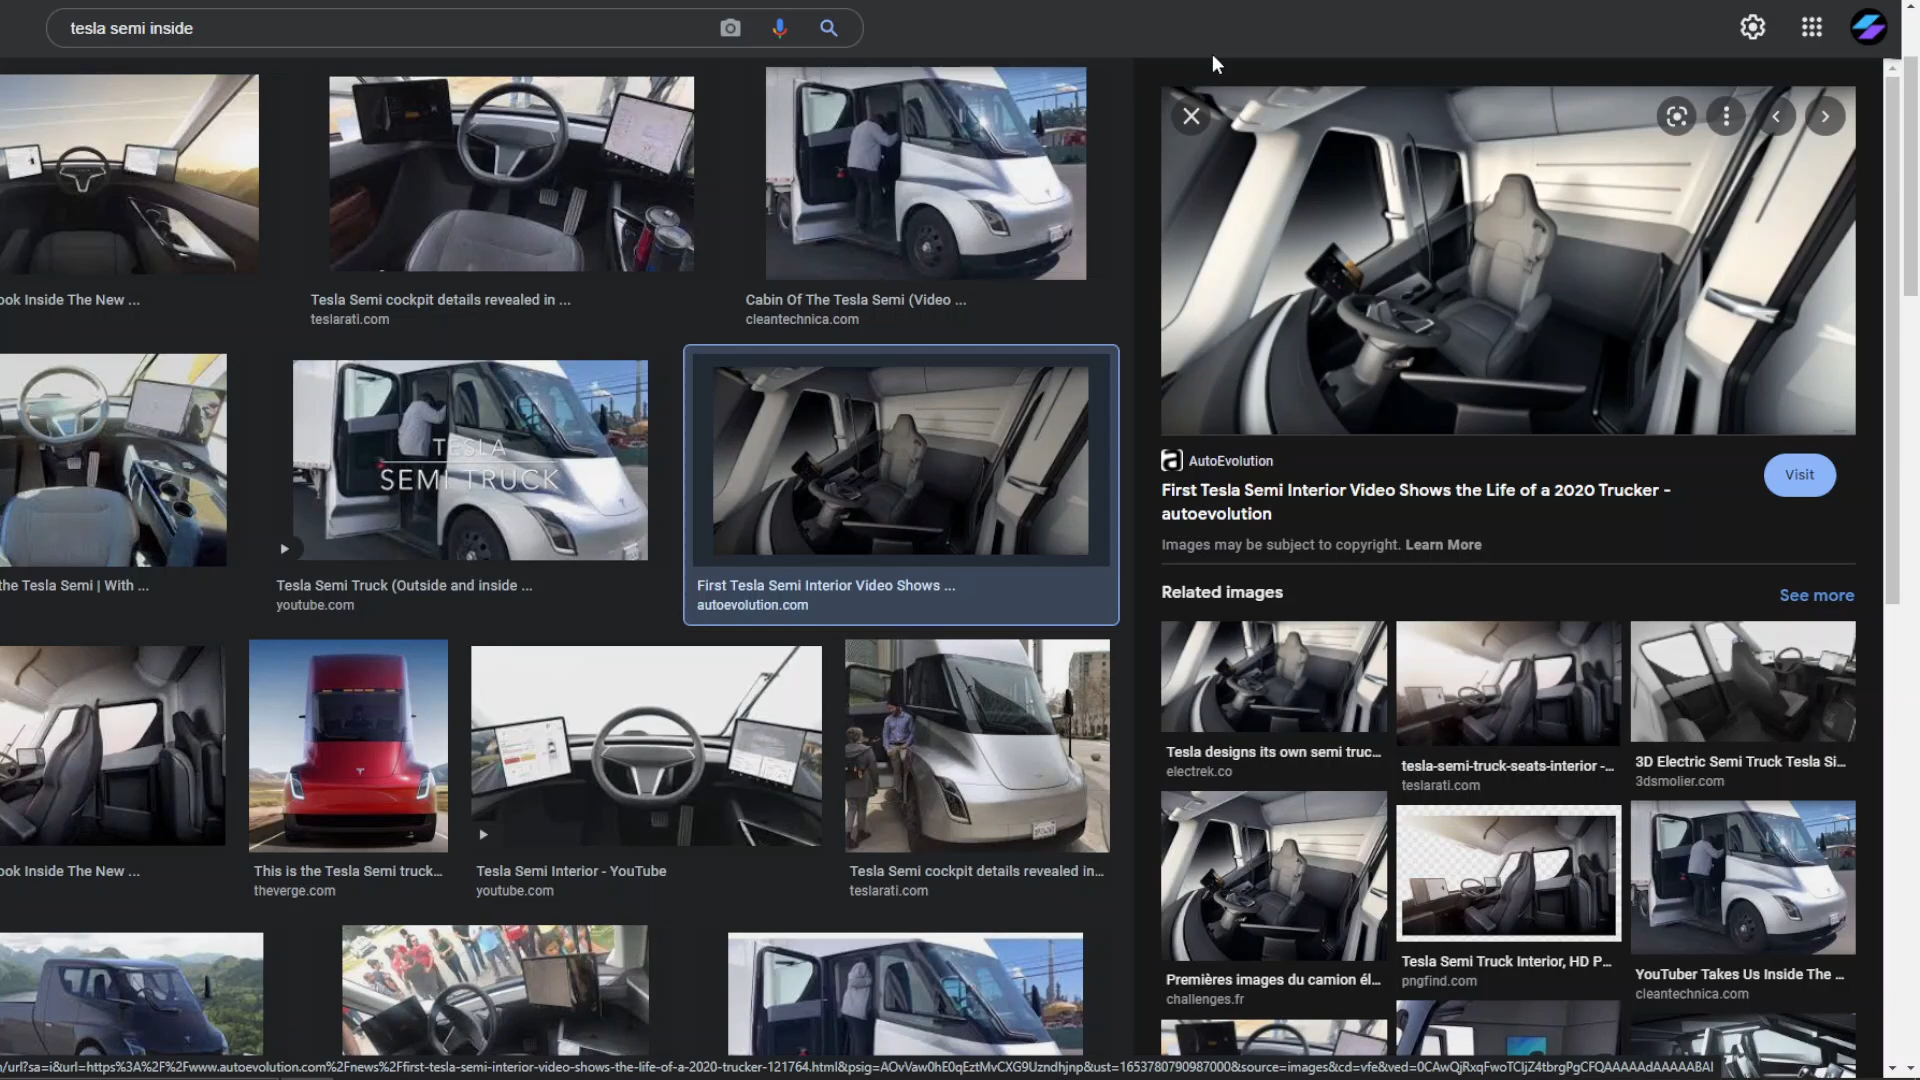 tesla semi inside
ook Inside The New ...
Tesla Semi cockpit details revealed in ...
teslarati.com
Cabin Of The Tesla Semi (Video ...
cleantechnica.com
TESLA
SEMI TRUCK
the Tesla Semi | With ...
Tesla Semi Truck (Outside and inside ...
youtube.com
First Tesla Semi Interior Video Shows ...
autoevolution.com
ook Inside The New ...
This is the Tesla Semi truck...
theverge.com
Tesla Semi Interior - YouTube
youtube.com
Tesla Semi cockpit details revealed in...
teslarati.com
AutoEvolution
Visit
First Tesla Semi Interior Video Shows the Life of a 2020 Trucker -
autoevolution
Images may be subject to copyright. Learn More
Related images
See more
Tesla designs its own semi truc...
electrek.co
tesla-semi-truck-seats-interior -...
teslarati.com
3D Electric Semi Truck Tesla Si...
3dsmolier.com
Premières images du camion él...
challenges.fr
Tesla Semi Truck Interior, HD P...
pngfind.com
YouTuber Takes Us Inside The ...
cleantechnica.com
/url?sa=i&url=https%3A%2F%2Fwww.autoevolution.com%2Fnews%2Ffirst-tesla-semi-interior-video-shows-the-life-of-a-2020-trucker-121764.html&psig=AOvVaw0hE0qEztMvCXG9Uzndhjnp&ust=1653780790987000&source=images&cd=vfe&ved=0CAwQjRxqFwoTCIjZ4tbrgPgCFQAAAAAdAAAAABAI